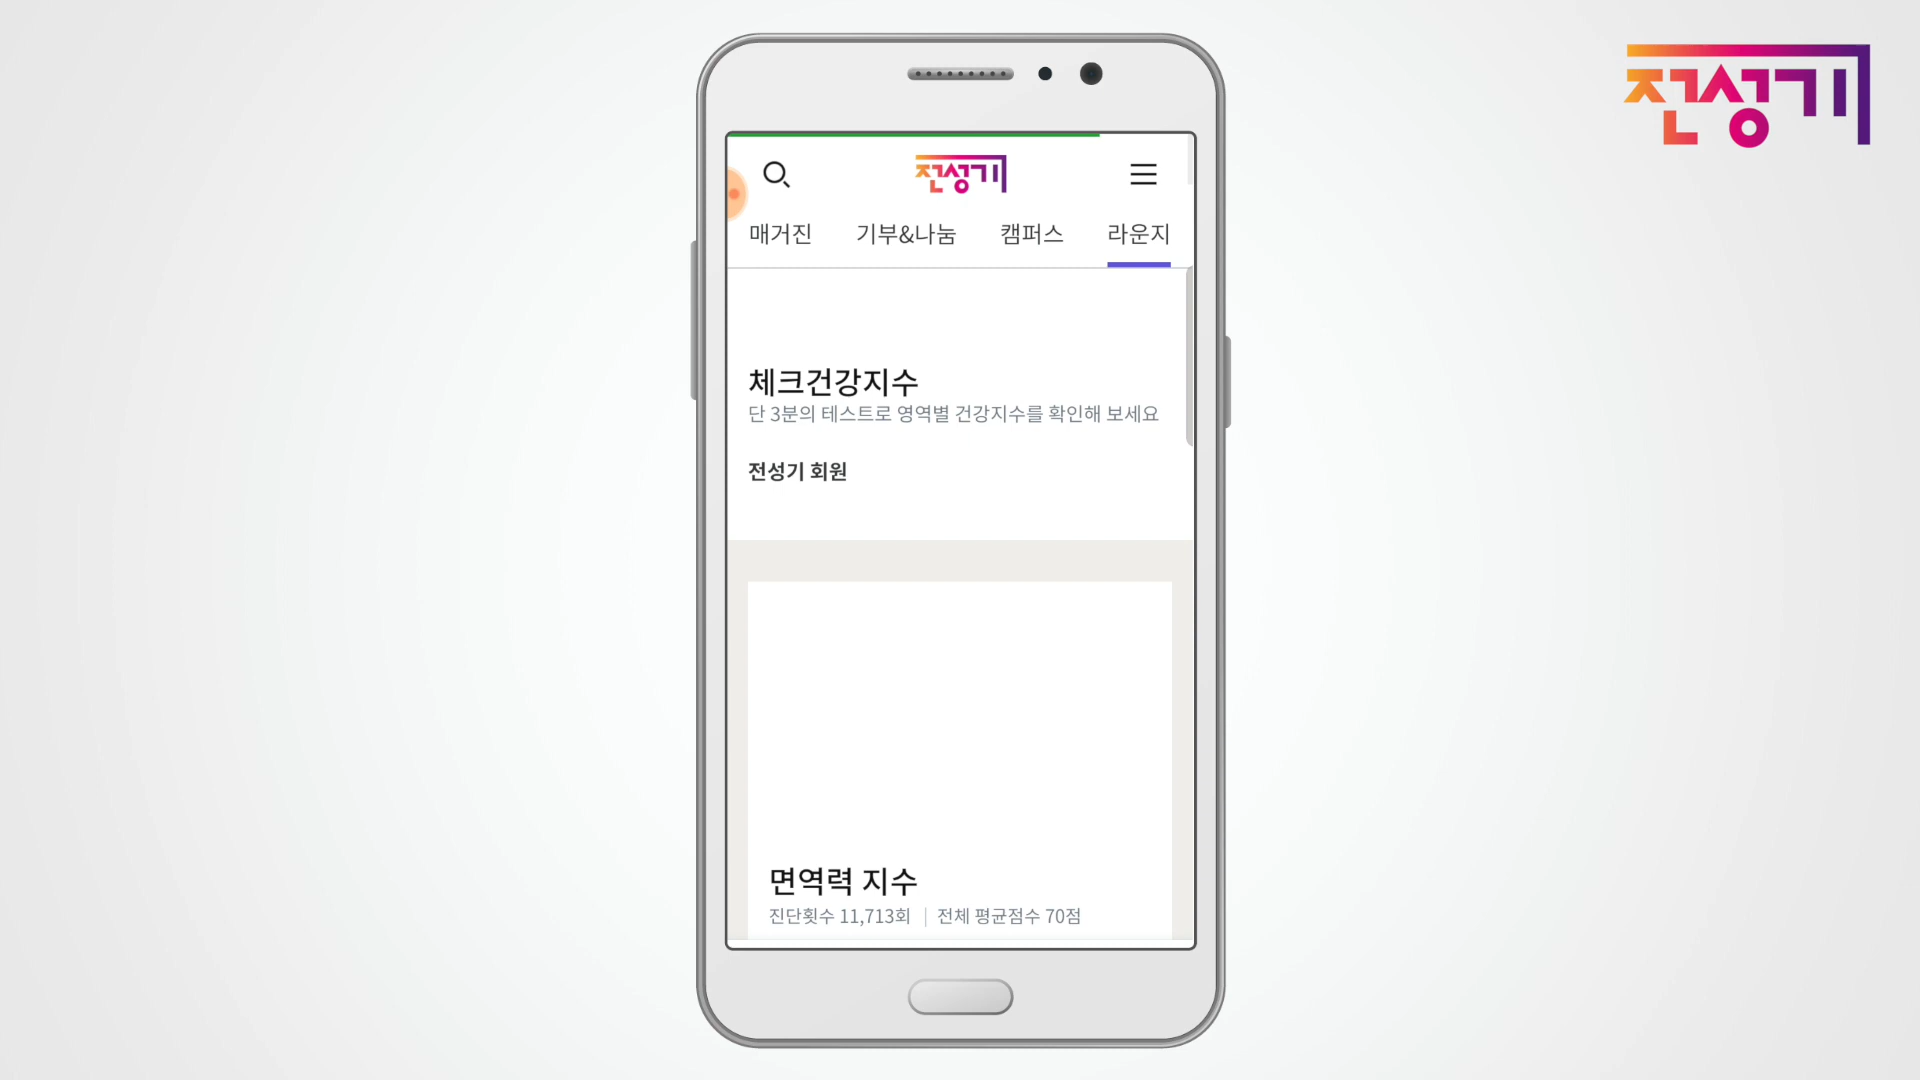 전성기
전성기
매거진 기부&나눔 캠퍼스 라운지
체크건강지수
단 3분의 테스트로 영역별 건강지수를 확인해 보세요
전성기 회원
면역력 지수
진단횟수 11,713회 | 전체 평균점수 70점